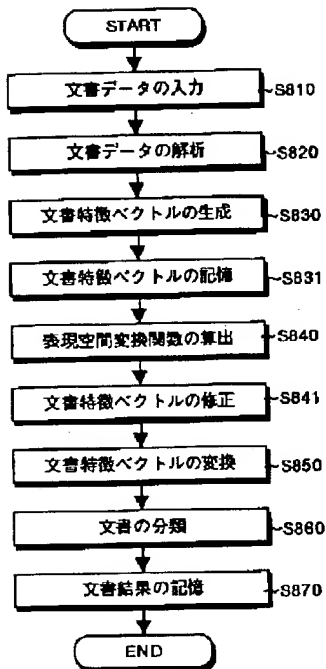 START
文書データの入力 S810
文書データの解析 S820
文書特徴ベクトルの生成 S830
文書特徴ベクトルの記憶 S831
表現空間変換関数の算出 S840
文書特徴ベクトルの修正 S841
文書特徴ベクトルの変換 S850
文書の分類 S860
文書結果の記憶 S870
END